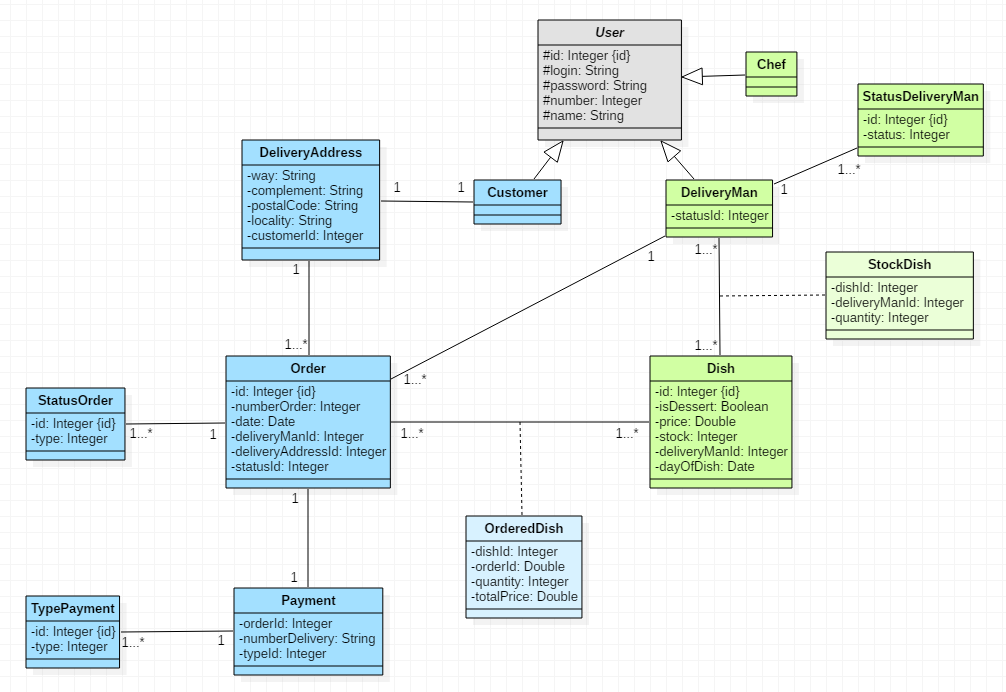 User
#id: Integer {id}
#login: String
#password: String
#number: Integer
#name: String
Chef
StatusDeliveryMan
-id: Integer {id}
-status: Integer
1...*
1
DeliveryAddress
-way: String
-complement: String
-postalCode: String
-locality: String
-customerId: Integer
1
1
Customer
DeliveryMan
-statusId: Integer
1
1
1...*
StockDish
-dishId: Integer
-deliveryManId: Integer
-quantity: Integer
1...*
1...*
1...*
Order
-id: Integer {id}
-numberOrder: Integer
-date: Date
-deliveryManId: Integer
-deliveryAddressId: Integer
-statusId: Integer
Dish
-id: Integer {id}
-isDessert: Boolean
-price: Double
-stock: Integer
-deliveryManId: Integer
-dayOfDish: Date
StatusOrder
-id: Integer {id}
-type: Integer
1...*
1
1...*
1...*
1
OrderedDish
-dishId: Integer
-orderId: Double
-quantity: Integer
-totalPrice: Double
1
Payment
-orderId: Integer
-numberDelivery: String
-typeId: Integer
TypePayment
-id: Integer {id}
-type: Integer
1...*
1